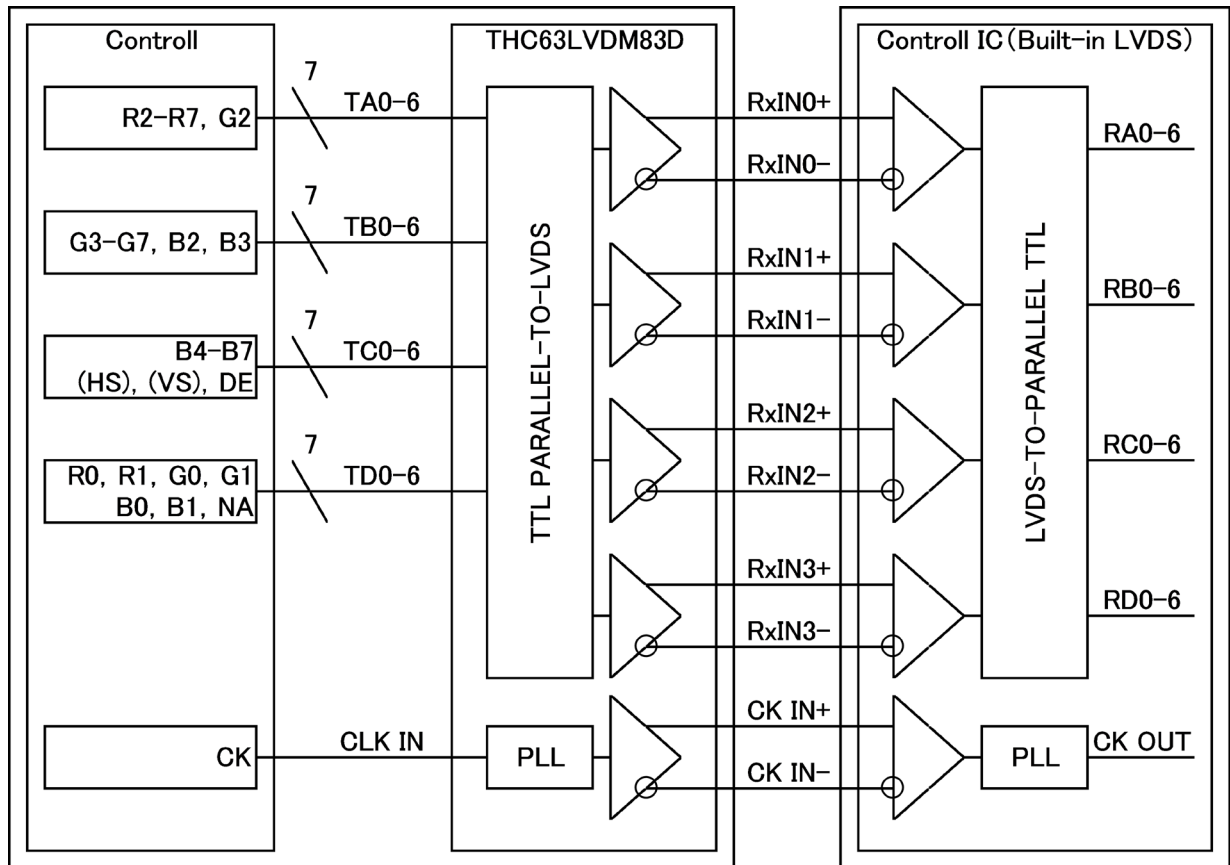 Controll
THC63LVDM83D
Controll IC(Built-in LVDS)
7
R2-R7, G2
TA0-6
RxIN0+
RxIN0-
RA0-6
7
G3-G7, B2, B3
TB0-6
RxIN1+
RxIN1-
RB0-6
7
B4-B7
(HS), (VS), DE
TC0-6
RxIN2+
RxIN2-
RC0-6
7
R0, R1, G0, G1
B0, B1, NA
TD0-6
RxIN3+
RxIN3-
RD0-6
TTL PARALLEL-TO-LVDS
LVDS-TO-PARALLEL TTL
CK
CLK IN
PLL
CK IN+
CK IN-
PLL
CK OUT